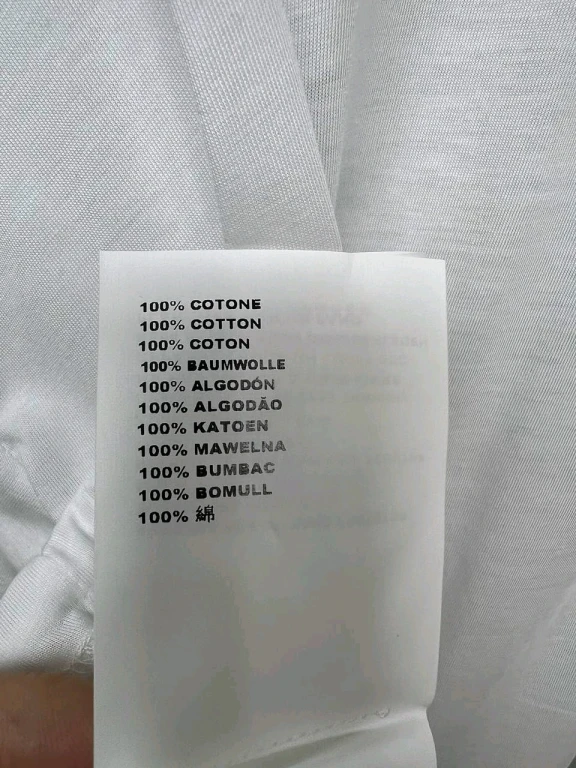 100% COTONE
100% COTTON
100% COTON
100% BAUMWOLLE
100% ALGODÓN
100% ALGODÃO
100% KATOEN
100% MAWELNA
100% BUMBAC
100% BOMULL
100% 綿